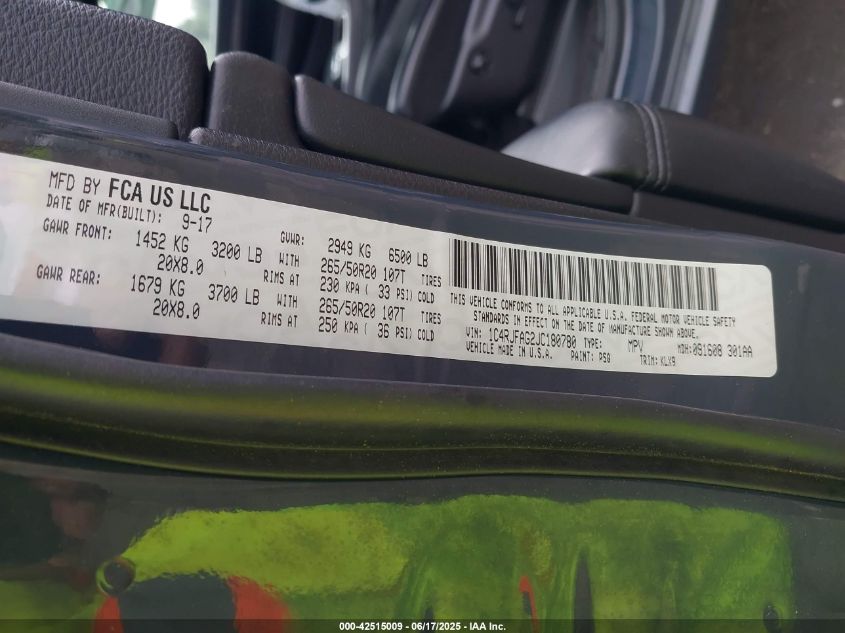 MFD BY FCA US LLC
DATE OF MFR(BUILT): 9-17
GAWR FRONT: 1452 KG 3200 LB
20X8.0
GAWR REAR: 1679 KG 3700 LB
20X8.0
GVWR: 2949 KG 6500 LB
WITH 265/50R20 107T TIRES
RIMS AT 230 KPA ( 33 PSI) COLD
WITH 265/50R20 107T TIRES
RIMS AT 250 KPA ( 36 PSI) COLD
THIS VEHICLE CONFORMS TO ALL APPLICABLE U.S.A. FEDERAL MOTOR VEHICLE SAFETY
STANDARDS IN EFFECT ON THE DATE OF MANUFACTURE SHOWN ABOVE.
VIN: 1C4RJFAG2JC180780 TYPE: MPV MDH: 091608 301AA
VEHICLE MADE IN U.S.A. PAINT: PSQ TRIM: KLX9
000-42515009 - 06/17/2025 - IAA Inc.